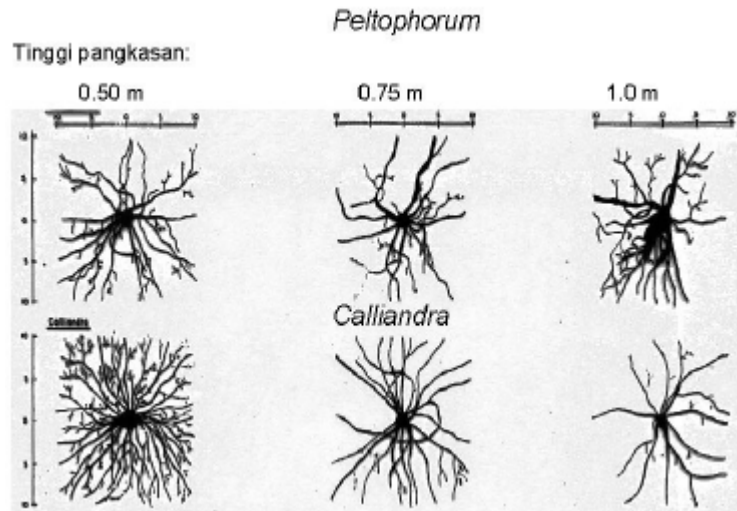 Peltophorum
Tinggi pangkasan:
0.50 m 0.75 m 1.0 m
Calliandra
Calliandra